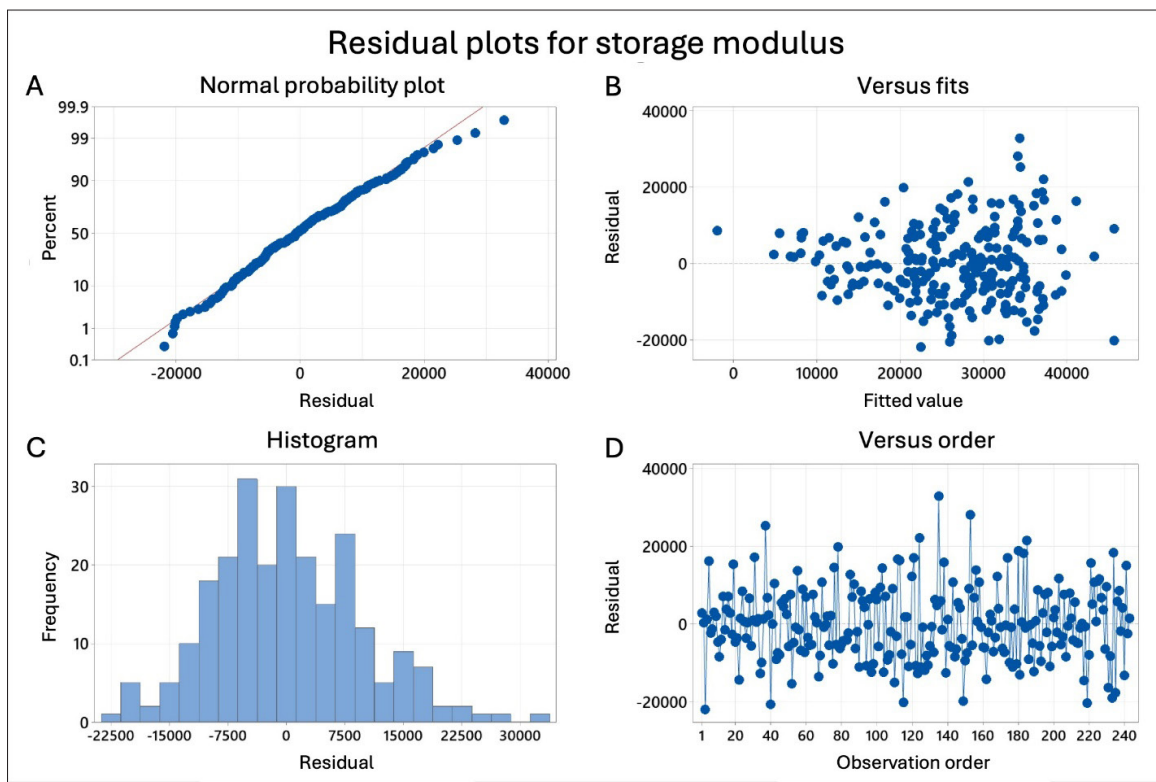 Residual plots for storage modulus
A
Normal probability plot
99.9
99
90
50
10
1
0.1
Percent
-20000
0
20000
40000
Residual
B
Versus fits
40000
20000
0
-20000
Residual
0
10000
20000
30000
40000
Fitted value
C
Histogram
30
20
10
0
Frequency
-22500
-15000
-7500
0
7500
15000
22500
30000
Residual
D
Versus order
40000
20000
0
-20000
Residual
1
20
40
60
80
100
120
10
160
180
200
220
240
Observation order